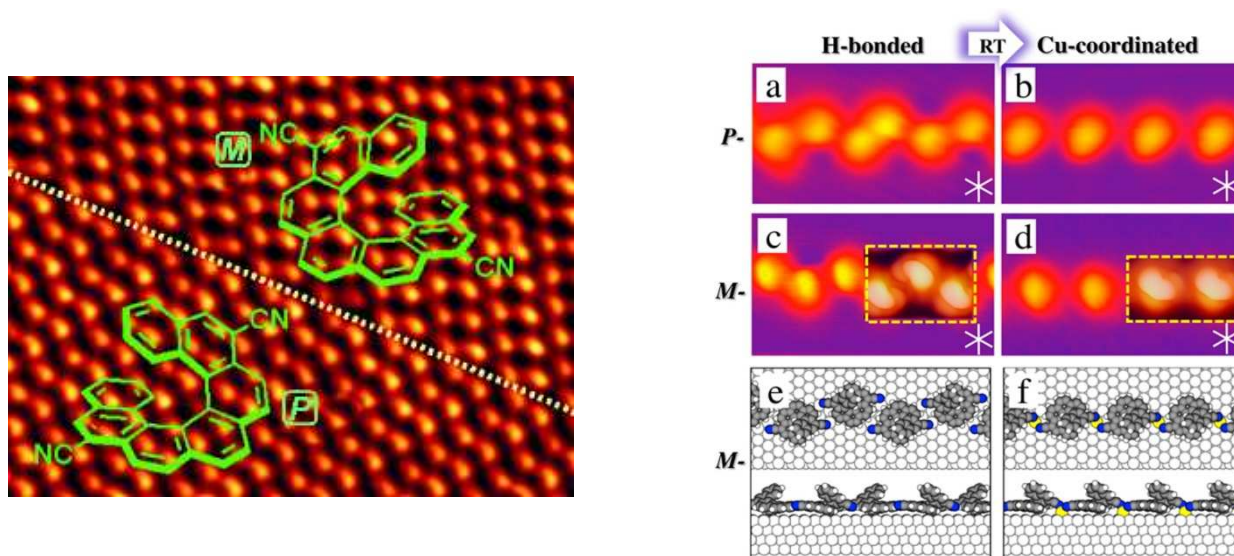 NC
M
CN
CN
P
NC
H-bonded RT Cu-coordinated
a b
P-
c d
M-
e f
M-